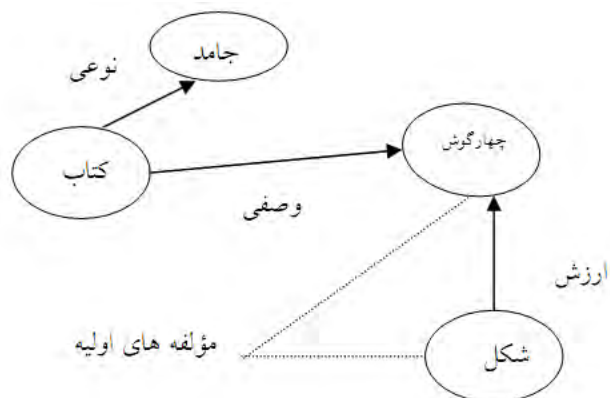 جامد
نوعی
چهارگوش
کتاب
وصفی
ارزش
مؤلفه های اولیه
شکل